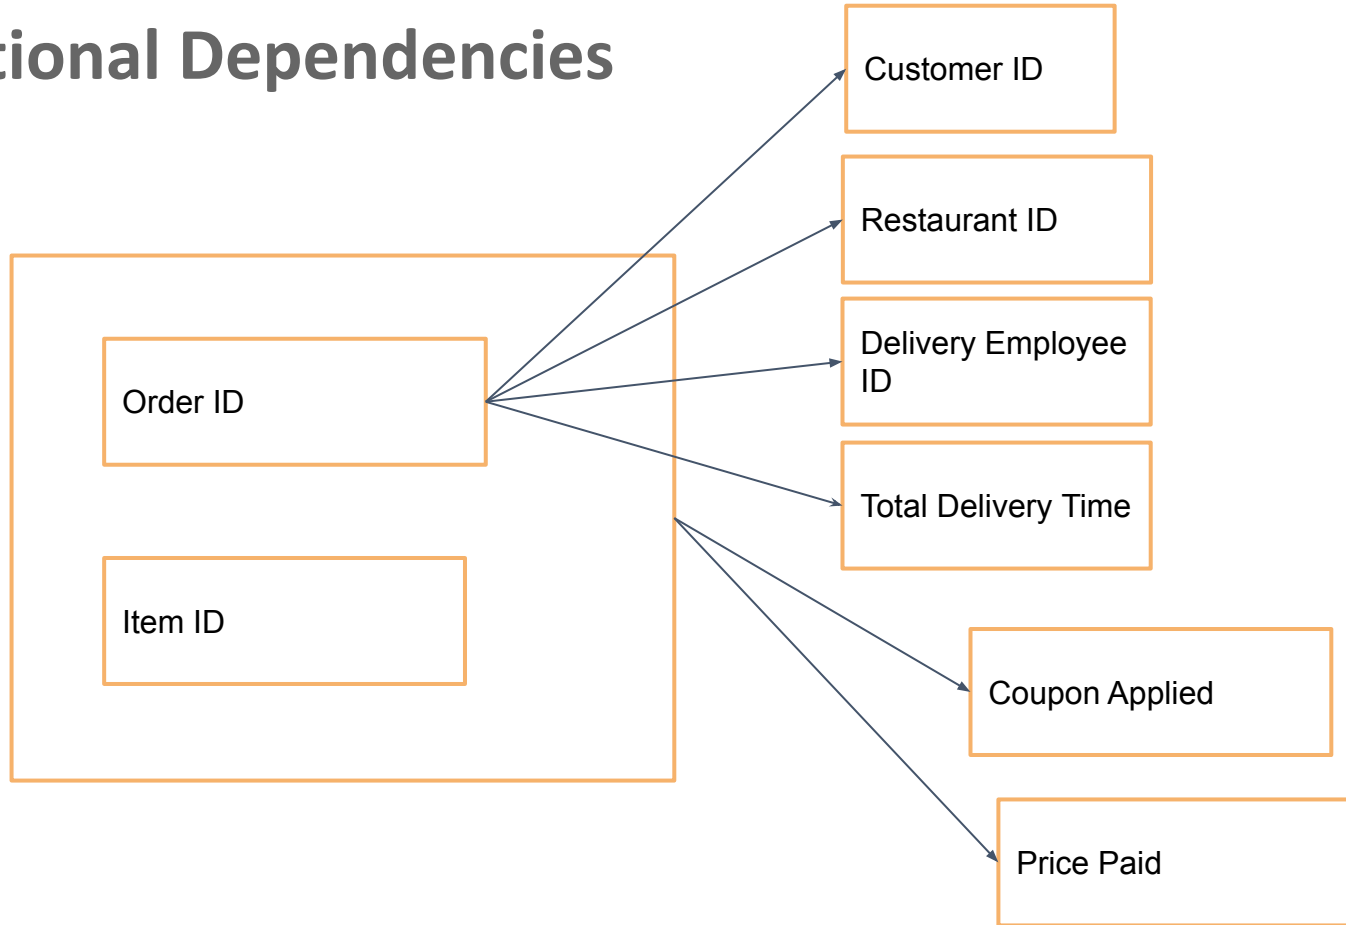 tional Dependencies
Customer ID
Restaurant ID
Delivery Employee
ID
Order ID
Total Delivery Time
Item ID
Coupon Applied
Price Paid